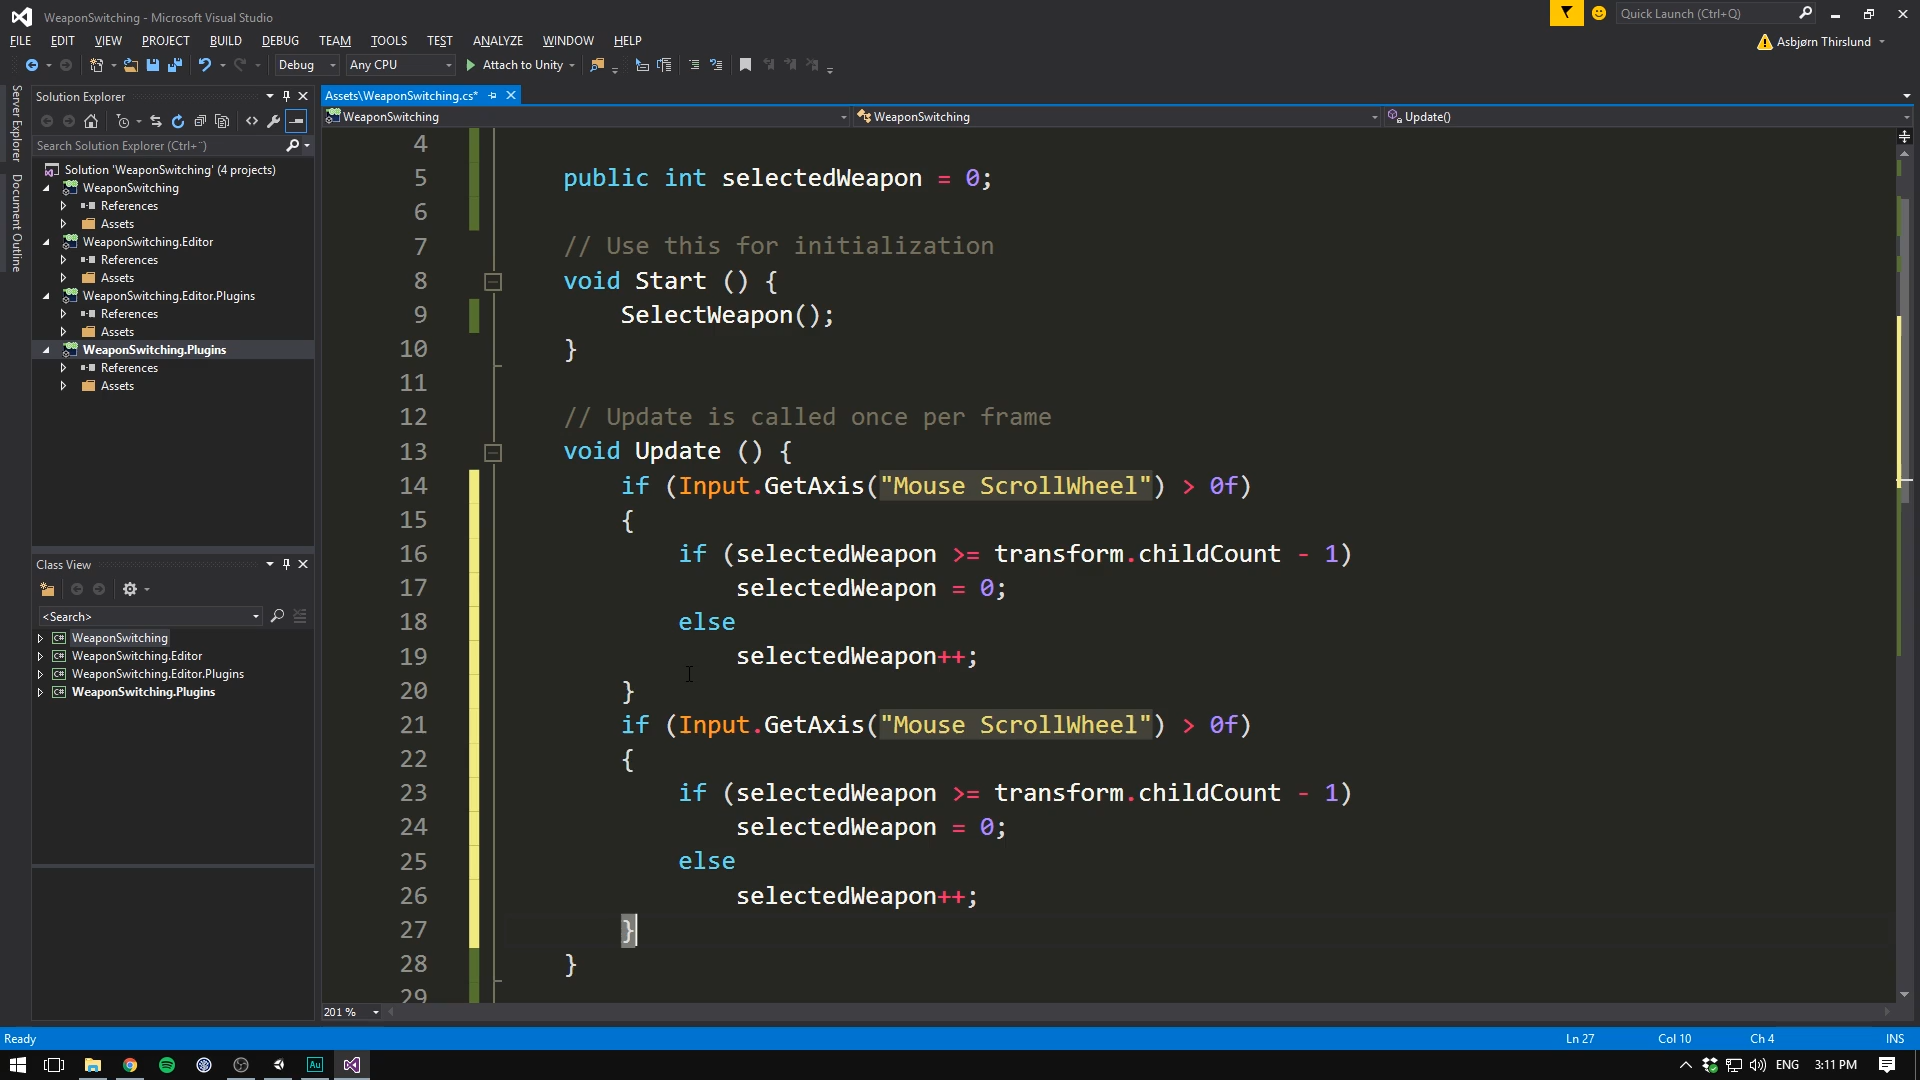 WeaponSwitching - Microsoft Visual Studio
Quick Launch (Ctrl+Q)
FILE EDIT VIEW PROJECT BUILD DEBUG TEAM TOOLS TEST ANALYZE WINDOW HELP
Asbjørn Thirslund
Debug Any CPU Attach to Unity
Server Explorer
Document Outline
Solution Explorer
Search Solution Explorer (Ctrl+¨)
Solution 'WeaponSwitching' (4 projects)
WeaponSwitching
References
Assets
WeaponSwitching.Editor
References
Assets
WeaponSwitching.Editor.Plugins
References
Assets
WeaponSwitching.Plugins
References
Assets
Class View
<Search>
WeaponSwitching
WeaponSwitching.Editor
WeaponSwitching.Editor.Plugins
WeaponSwitching.Plugins
Assets\WeaponSwitching.cs*
WeaponSwitching WeaponSwitching Update()
4
5 public int selectedWeapon = 0;
6
7 // Use this for initialization
8 void Start () {
9 SelectWeapon();
10 }
11
12 // Update is called once per frame
13 void Update () {
14 if (Input.GetAxis("Mouse ScrollWheel") > 0f)
15 {
16 if (selectedWeapon >= transform.childCount - 1)
17 selectedWeapon = 0;
18 else
19 selectedWeapon++;
20 }
21 if (Input.GetAxis("Mouse ScrollWheel") > 0f)
22 {
23 if (selectedWeapon >= transform.childCount - 1)
24 selectedWeapon = 0;
25 else
26 selectedWeapon++;
27 }
28 }
29
201 %
Ready Ln 27 Col 10 Ch 4 INS
Au
ENG 3:11 PM